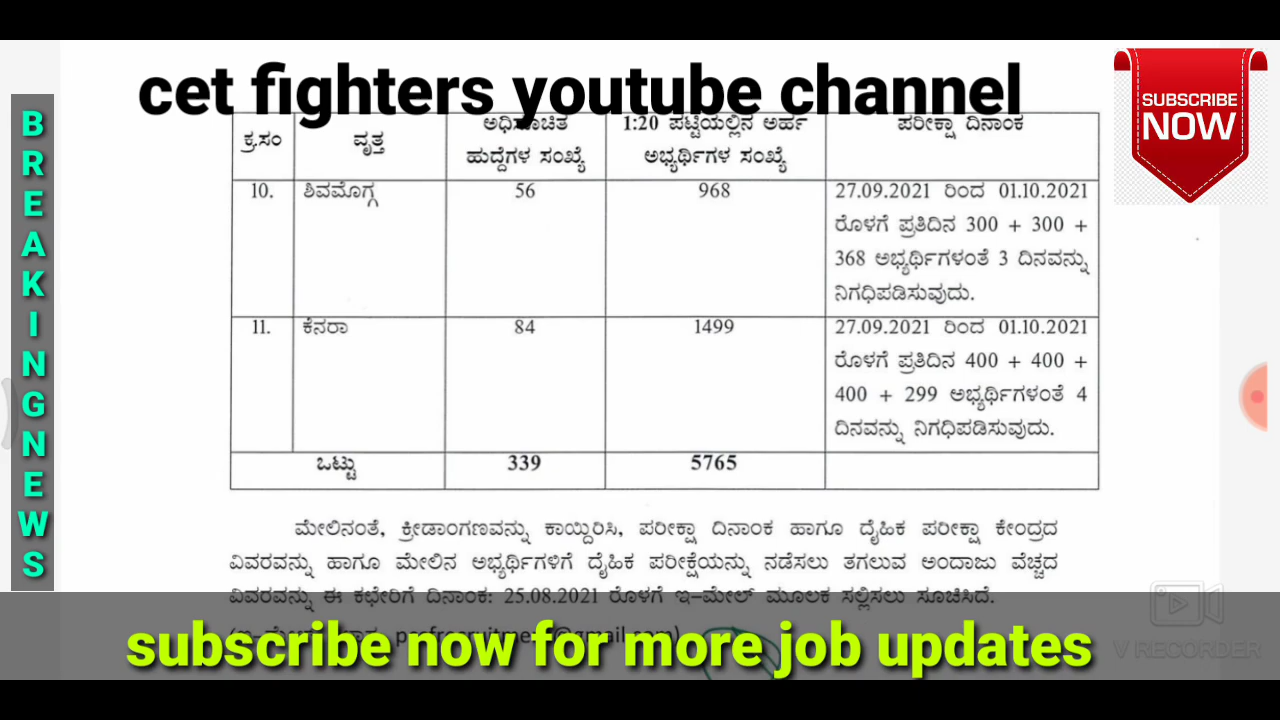 cet fighters youtube channel
SUBSCRIBE
NOW
BREAKINGNEWS
ಕ್ರ.ಸಂ ವೃತ್ತ ಅಧಿಸೂಚಿತ ಹುದ್ದೆಗಳ ಸಂಖ್ಯೆ 1:20 ಪಟ್ಟಿಯಲ್ಲಿನ ಅರ್ಹ ಅಭ್ಯರ್ಥಿಗಳ ಸಂಖ್ಯೆ ಪರೀಕ್ಷಾ ದಿನಾಂಕ
10. ಶಿವಮೊಗ್ಗ 56 968 27.09.2021 ರಿಂದ 01.10.2021
ರೊಳಗೆ ಪ್ರತಿದಿನ 300 + 300 +
368 ಅಭ್ಯರ್ಥಿಗಳಂತೆ 3 ದಿನವನ್ನು
ನಿಗಧಿಪಡಿಸುವುದು.
11. ಕೆನರಾ 84 1499 27.09.2021 ರಿಂದ 01.10.2021
ರೊಳಗೆ ಪ್ರತಿದಿನ 400 + 400 +
400 + 299 ಅಭ್ಯರ್ಥಿಗಳಂತೆ 4
ದಿನವನ್ನು ನಿಗಧಿಪಡಿಸುವುದು.
ಒಟ್ಟು 339 5765
ಮೇಲಿನಂತೆ, ಕ್ರೀಡಾಂಗಣವನ್ನು ಕಾಯ್ದಿರಿಸಿ, ಪರೀಕ್ಷಾ ದಿನಾಂಕ ಹಾಗೂ ದೈಹಿಕ ಪರೀಕ್ಷಾ ಕೇಂದ್ರದ
ವಿವರವನ್ನು ಹಾಗೂ ಮೇಲಿನ ಅಭ್ಯರ್ಥಿಗಳಿಗೆ ದೈಹಿಕ ಪರೀಕ್ಷೆಯನ್ನು ನಡೆಸಲು ತಗಲುವ ಅಂದಾಜು ವೆಚ್ಚದ
ವಿವರವನ್ನು ಈ ಕಛೇರಿಗೆ ದಿನಾಂಕ: 25.08.2021 ರೊಳಗೆ ಇ-ಮೇಲ್ ಮೂಲಕ ಸಲ್ಲಿಸಲು ಸೂಚಿಸಿದೆ.
subscribe now for more job updates
V RECORDER